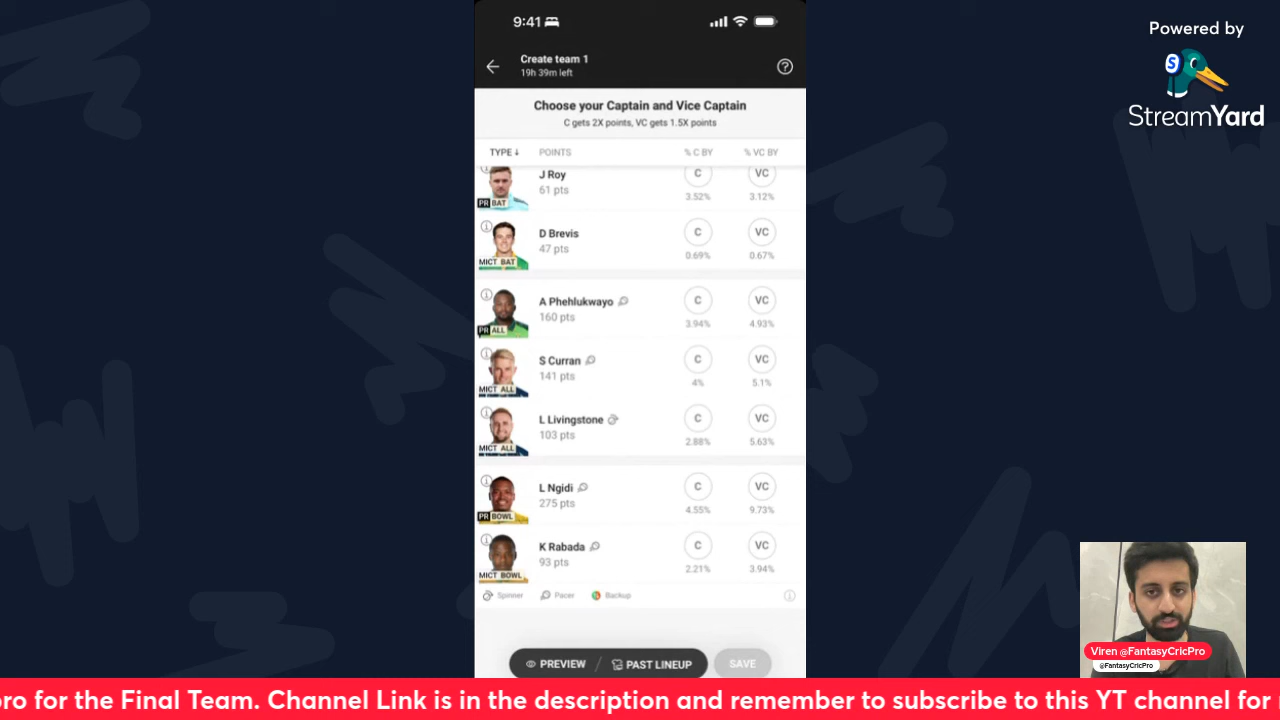 9:41
Powered by
StreamYard
Create team 1
19h 39m left
Choose your Captain and Vice Captain
C gets 2X points, VC gets 1.5X points
TYPE ↓ POINTS % C BY % VC BY
J Roy C VC
61 pts
PR BAT 3.52% 3.12%
D Brevis C VC
47 pts
MICT BAT 0.69% 0.67%
A Phehlukwayo C VC
160 pts
PR ALL 3.94% 4.93%
S Curran C VC
141 pts
MICT ALL 4% 5.1%
L Livingstone C VC
103 pts
MICT ALL 2.88% 5.63%
L Ngidi C VC
275 pts
PR BOWL 4.55% 9.73%
K Rabada C VC
93 pts
MICT BOWL 2.21% 3.94%
Spinner Pacer Backup
PREVIEW / PAST LINEUP SAVE
Viren @FantasyCricPro
@FantasyCricPro
pro for the Final Team. Channel Link is in the description and remember to subscribe to this YT channel for